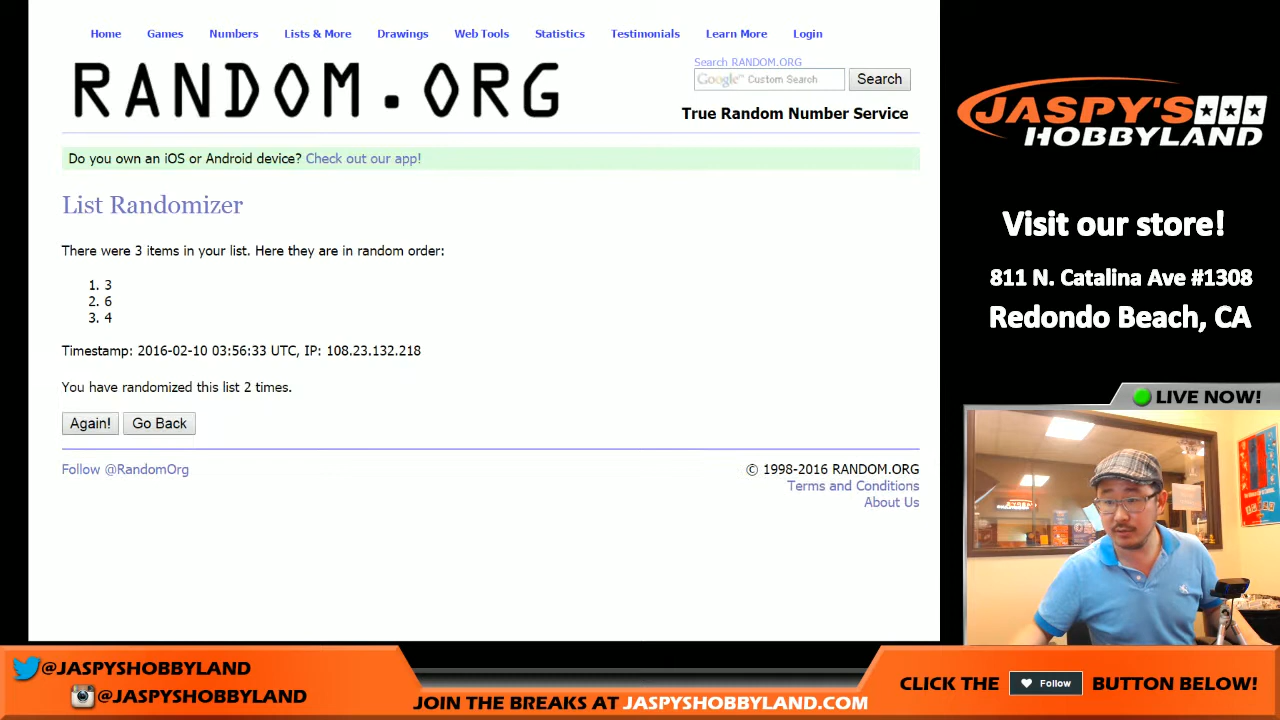 Home Games Numbers Lists & More Drawings Web Tools Statistics Testimonials Learn More Login
RANDOM.ORG
Search RANDOM.ORG
Google™ Custom Search Search
True Random Number Service
Do you own an iOS or Android device? Check out our app!
List Randomizer
There were 3 items in your list. Here they are in random order:
1. 3
2. 6
3. 4
Timestamp: 2016-02-10 03:56:33 UTC, IP: 108.23.132.218
You have randomized this list 2 times.
Again! Go Back
Follow @RandomOrg
© 1998-2016 RANDOM.ORG
Terms and Conditions
About Us
JASPY'S
HOBBYLAND
Visit our store!
811 N. Catalina Ave #1308
Redondo Beach, CA
LIVE NOW!
@JASPYSHOBBYLAND
@JASPYSHOBBYLAND
JOIN THE BREAKS AT JASPYSHOBBYLAND.COM
CLICK THE Follow BUTTON BELOW!